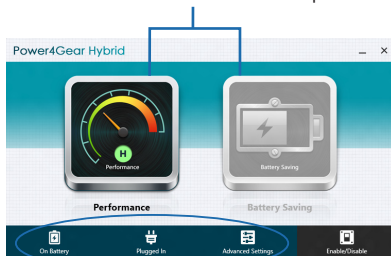 Power4Gear Hybrid
H
Performance
Battery Saving
Performance
Battery Saving
On Battery
Plugged In
Advanced Settings
Enable/Disable